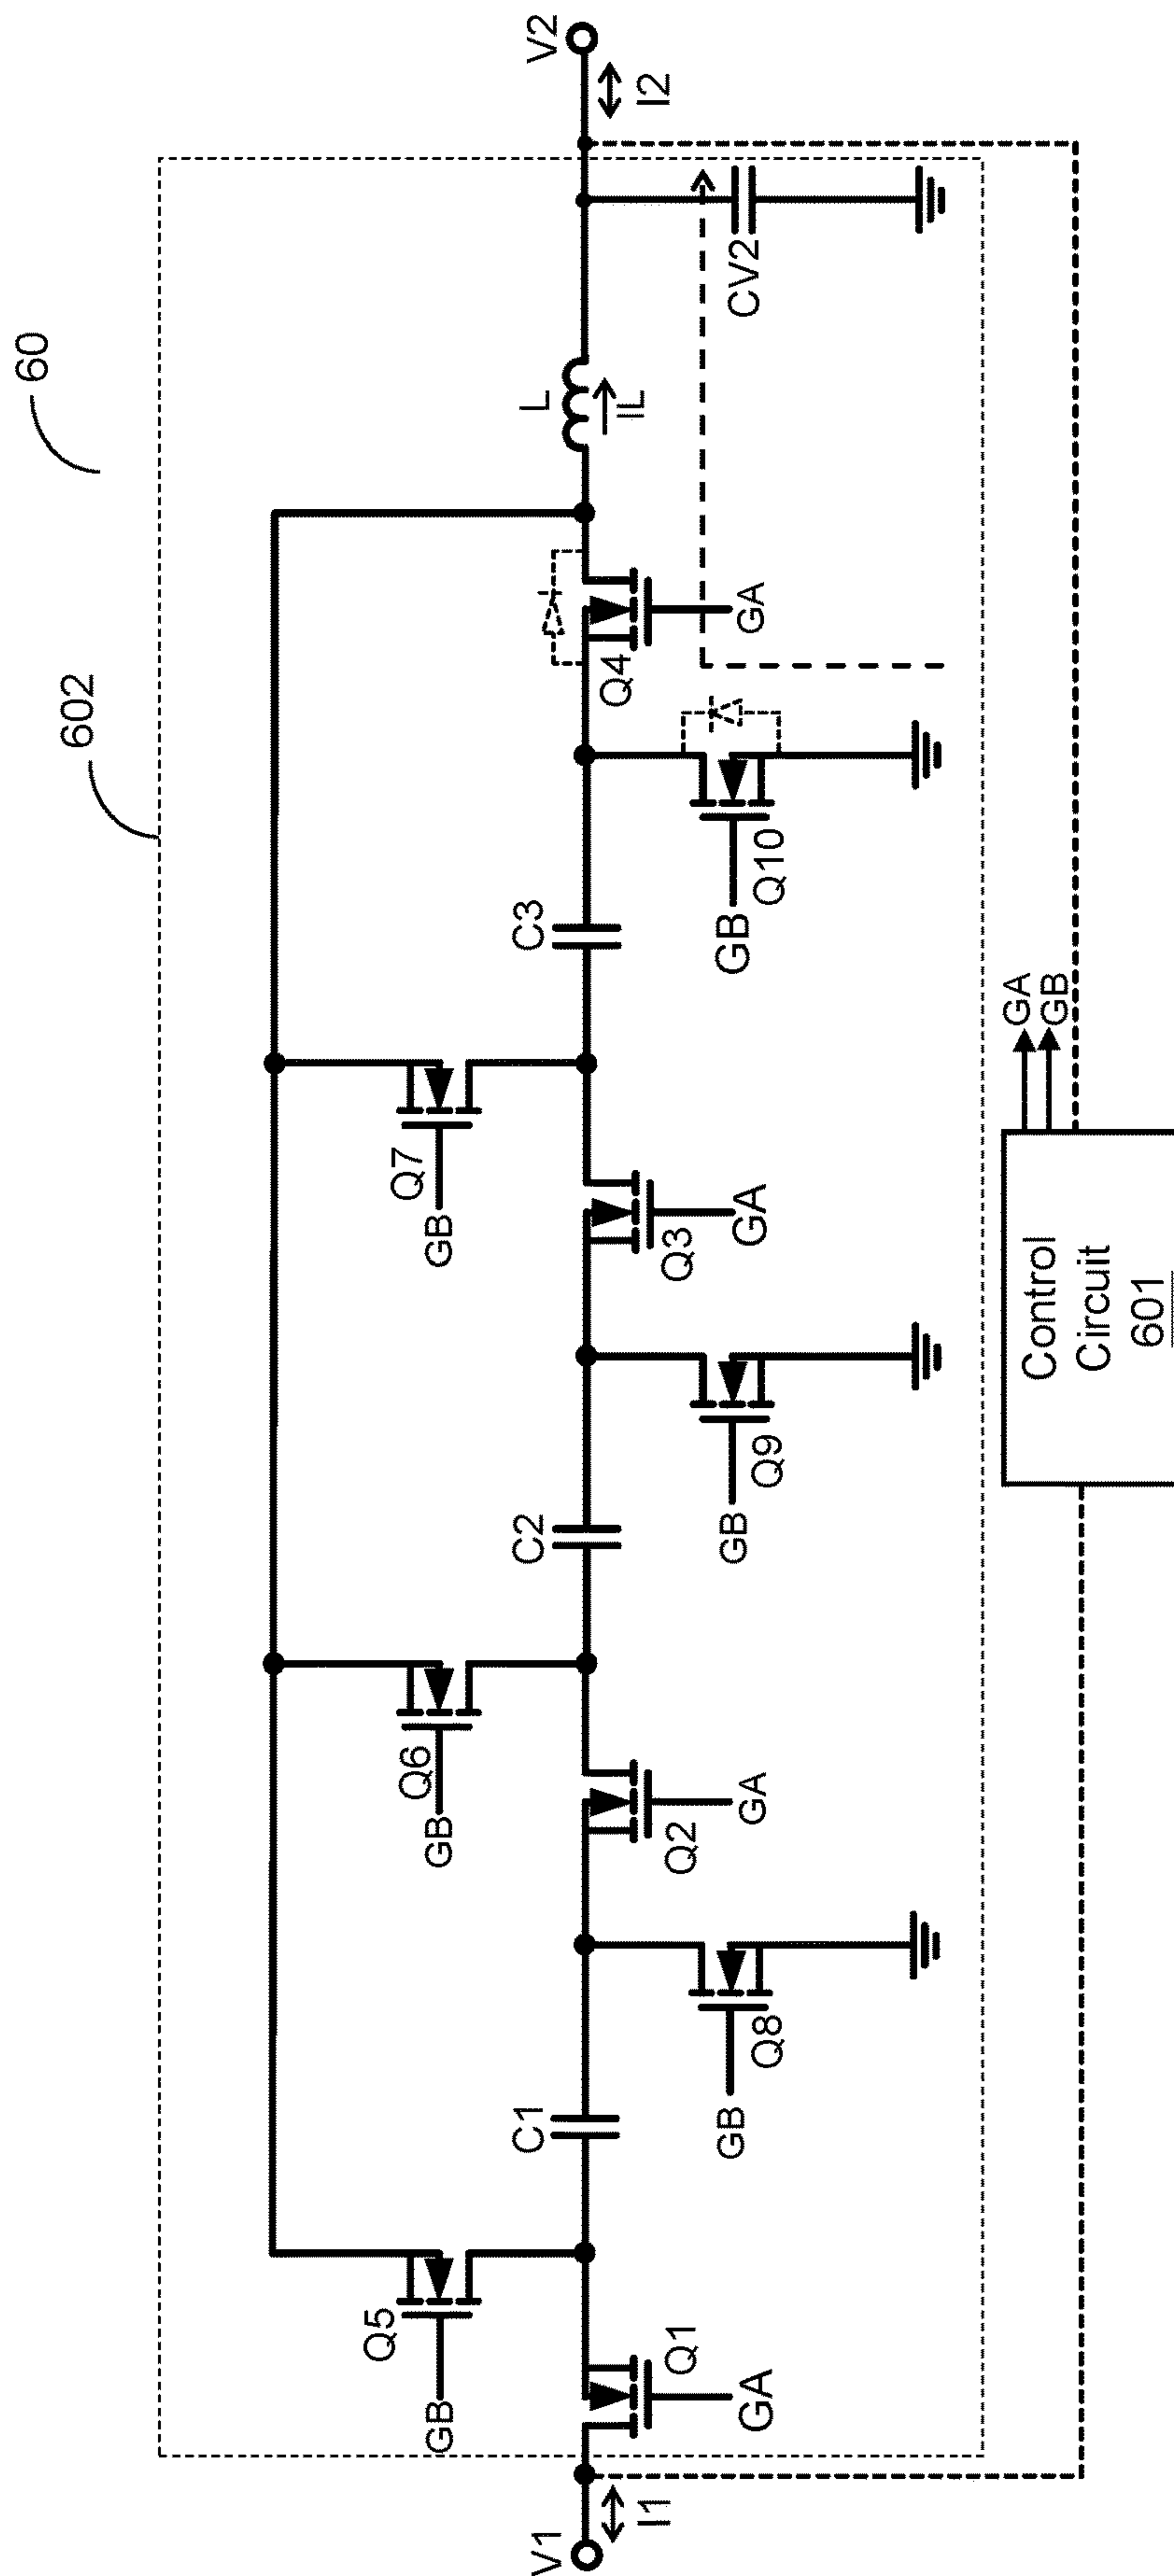 60
602
V1
I1
GA
Q1
GB
Q5
C1
GB
Q8
GA
Q2
GB
Q6
C2
GB
Q9
GA
Q3
GB
Q7
C3
GB
Q10
Q4
GA
L
IL
CV2
V2
I2
Control
Circuit
601
GA
GB